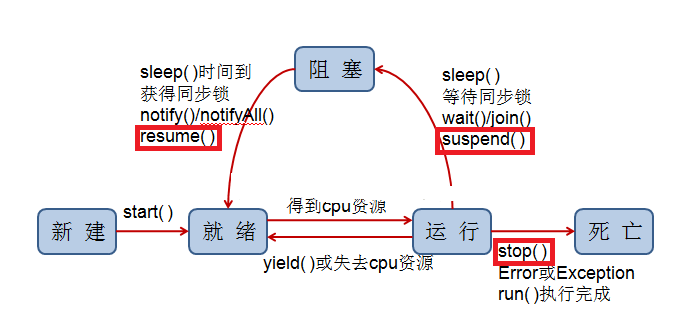 阻 塞
sleep()时间到
获得同步锁
notify()/notifyAll()
resume()
sleep()
等待同步锁
wait()/join()
suspend()
新 建
start()
就 绪
得到cpu资源
yield()或失去cpu资源
运 行
stop()
Error或Exception
run()执行完成
死 亡